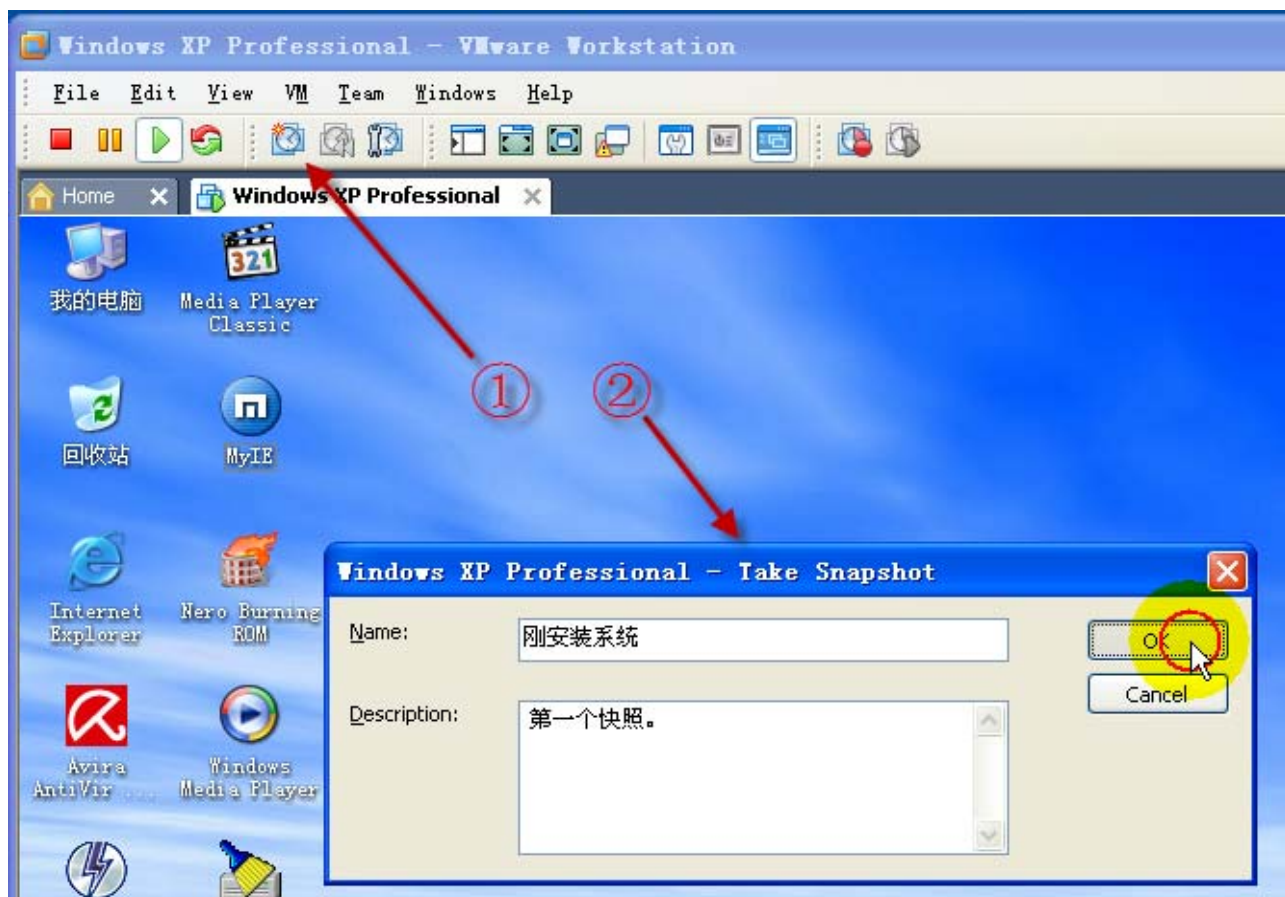 Windows XP Professional - VMware Workstation
File Edit View VM Team Windows Help
Home Windows XP Professional
321
我的电脑 Media Player
Classic
① ②
回收站 MyIE
Windows XP Professional - Take Snapshot
Internet Nero Burning
Explorer ROM
Name: 刚安装系统 OK
Cancel
Description: 第一个快照。
Avira Windows
AntiVir ... Media Player